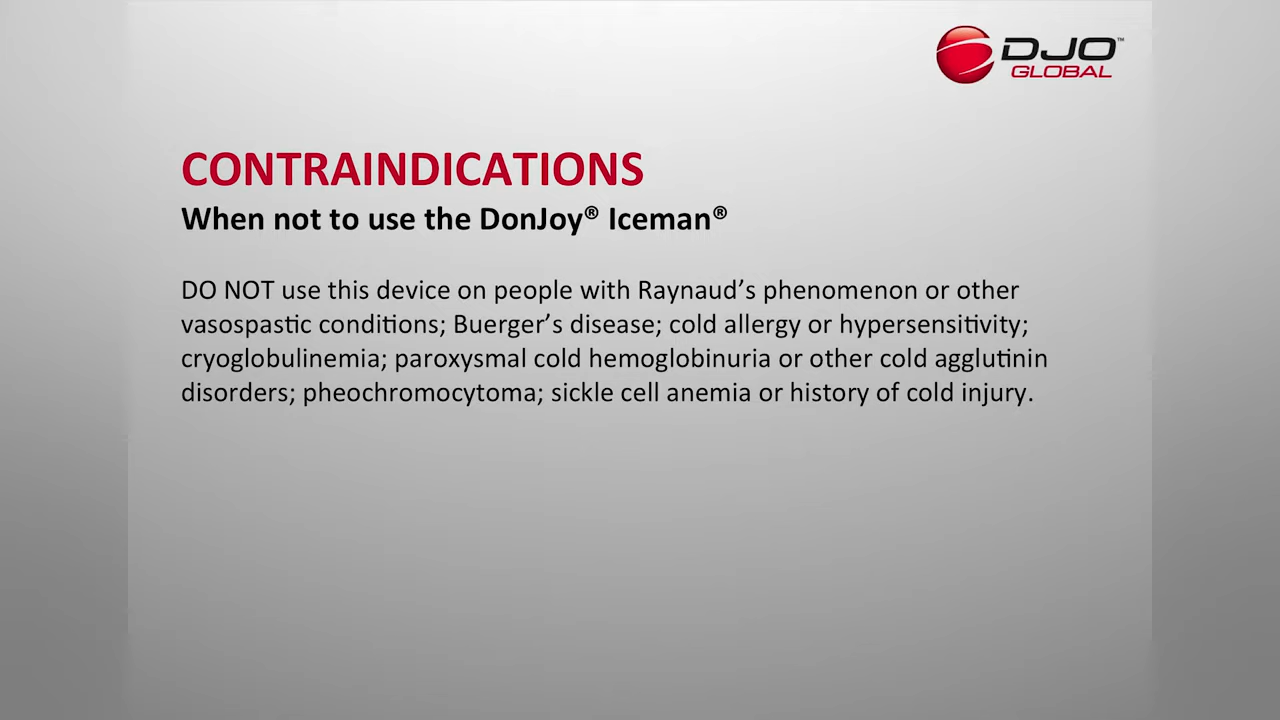 DJO™
GLOBAL
CONTRAINDICATIONS
When not to use the DonJoy® Iceman®
DO NOT use this device on people with Raynaud’s phenomenon or other
vasospastic conditions; Buerger’s disease; cold allergy or hypersensitivity;
cryoglobulinemia; paroxysmal cold hemoglobinuria or other cold agglutinin
disorders; pheochromocytoma; sickle cell anemia or history of cold injury.